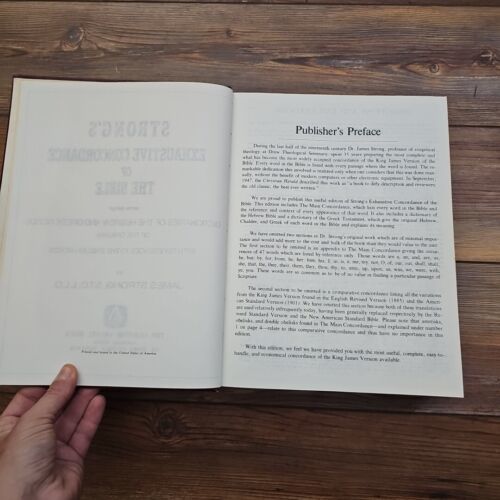 Publisher's Preface
During the last half of the nineteenth century Dr. James Strong, professor of exegetical
theology at Drew Theological Seminary, spent 35 years preparing the most complete and
what has become the most widely accepted concordance of the King James Version of the
Bible. Every word in the Bible is listed with every passage where the word is found. The re-
markable dedication this involved is realized only when one considers that this was done man-
ually, without the benefit of modern computers or other electronic equipment. In September,
1947, the Christian Herald described this work as "a book to defy description and reviewers;
the old classic, the best ever written."
We are proud to publish this useful edition of Strong's Exhaustive Concordance of the
Bible. This edition includes The Main Concordance, which lists every word in the Bible and
the reference and context of every appearance of that word. It also includes a dictionary of
the Hebrew Bible and a dictionary of the Greek Testament, which give the original Hebrew,
Chaldee, and Greek of each word in the Bible and explains its meaning.
We have omitted two sections of Dr. Strong's original work which are of minimal impor-
tance and would add more to the cost and bulk of the book than they would value to the user.
The first section to be omitted is an appendix to The Main Concordance giving the occur-
rences of 47 words which are listed by reference only. These words are a, an, and, are, as,
be, but, by, for, from, he, her, him, his, I, in, is, it, me, my, not, O, of, our, out, shall, shalt,
she, that, the, thee, their, them, they, thou, thy, to, unto, up, upon, us, was, we, were, with,
ye, you. These words are so common as to be of no value in finding a particular passage of
Scripture.
The second section to be omitted is a comparative concordance listing all the variations
from the King James Version found in the English Revised Version (1885) and the Ameri-
can Standard Version (1901). We have omitted this section because both of these translations
are used relatively infrequently today, having been generally replaced respectively by the Re-
vised Standard Version and the New American Standard Bible. Please note that asterisks,
obelisks, and double obelisks found in The Main Concordance—and explained under number
1 on page 4—relate to this comparative concordance and thus have no importance in this
edition.
With this edition, we feel we have provided you with the most useful, complete, easy-to-
handle, and economical concordance of the King James Version available.
Printed and bound in the United States of America